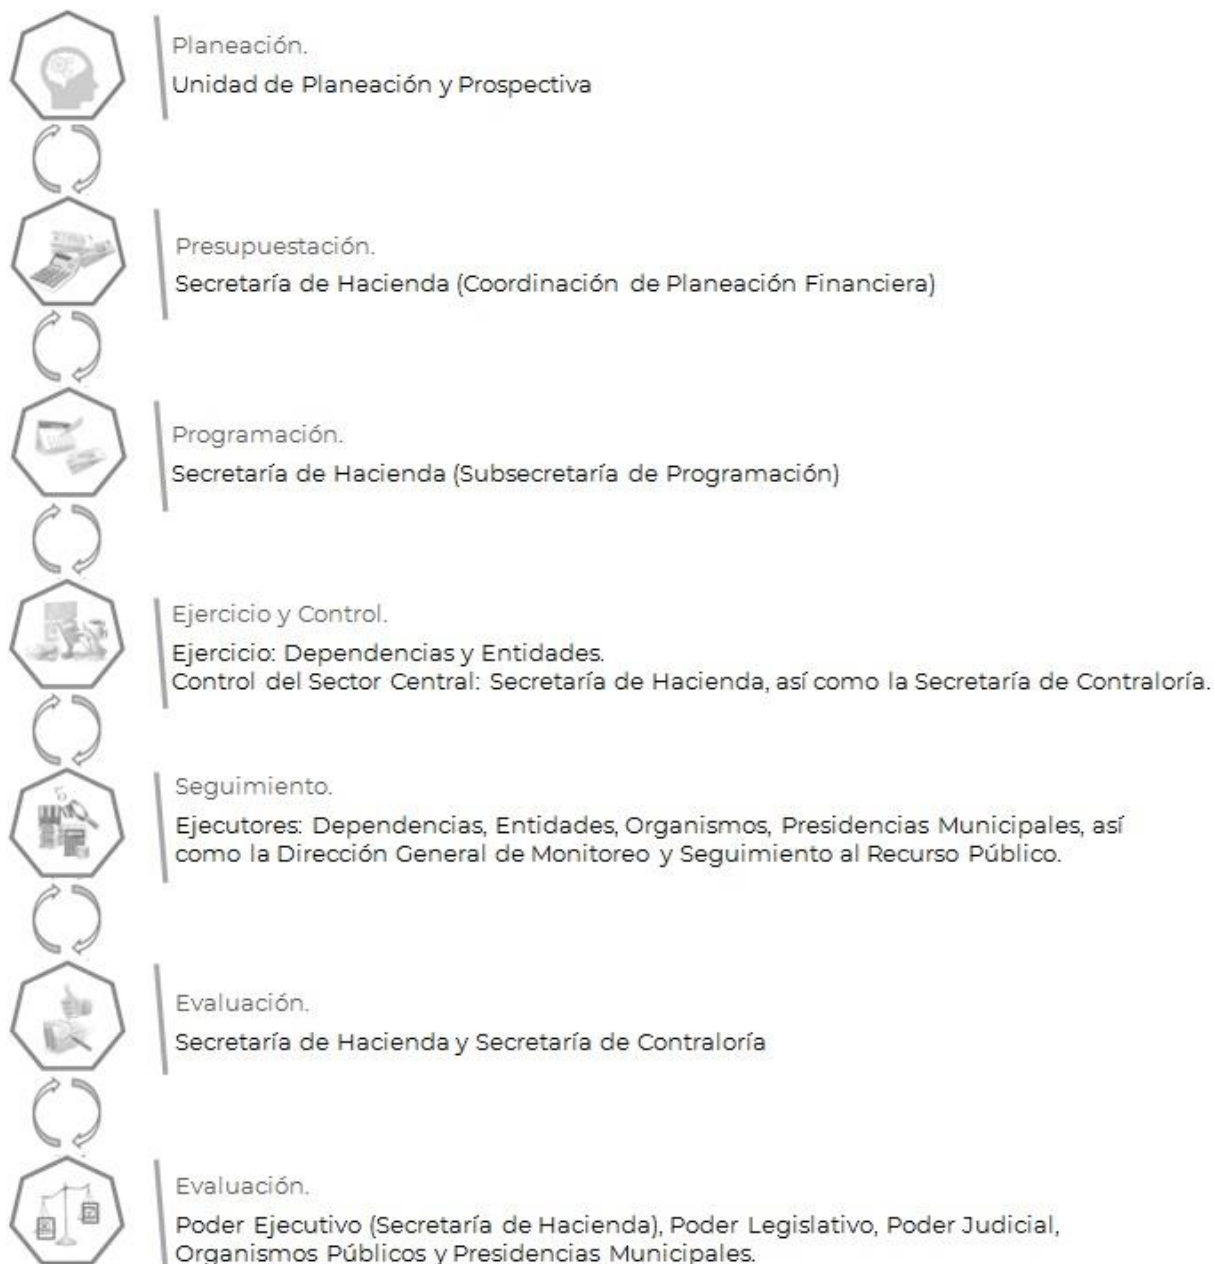 Planeación.
Unidad de Planeación y Prospectiva
Presupuestación.
Secretaría de Hacienda (Coordinación de Planeación Financiera)
Programación.
Secretaría de Hacienda (Subsecretaría de Programación)
Ejercicio y Control.
Ejercicio: Dependencias y Entidades.
Control del Sector Central: Secretaría de Hacienda, así como la Secretaría de Contraloría.
Seguimiento.
Ejecutores: Dependencias, Entidades, Organismos, Presidencias Municipales, así
como la Dirección General de Monitoreo y Seguimiento al Recurso Público.
Evaluación.
Secretaría de Hacienda y Secretaría de Contraloría
Evaluación.
Poder Ejecutivo (Secretaría de Hacienda), Poder Legislativo, Poder Judicial,
Organismos Públicos y Presidencias Municipales.